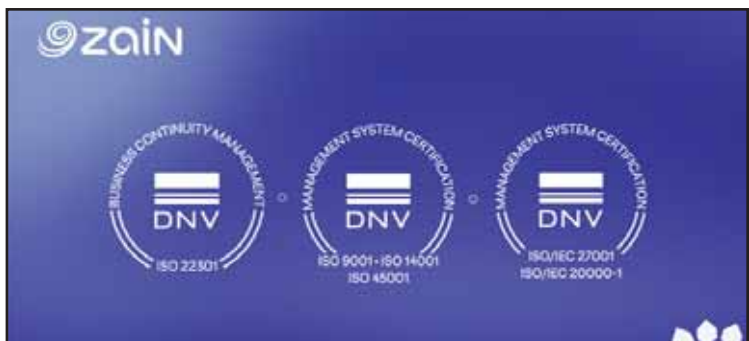 zain
BUSINESS CONTINUITY MANAGEMENT
DNV
ISO 22301
MANAGEMENT SYSTEM CERTIFICATION
DNV
ISO 9001 • ISO 14001
ISO 45001
MANAGEMENT SYSTEM CERTIFICATION
DNV
ISO/IEC 27001
ISO/IEC 20000-1